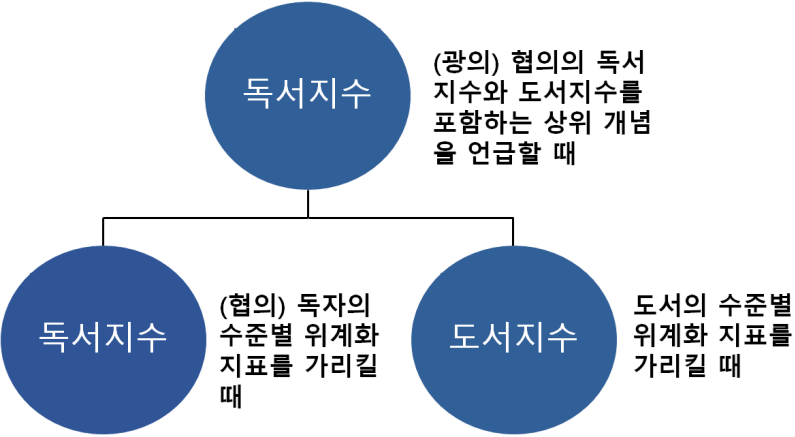 독서지수
(광의) 협의의 독서
지수와 도서지수를
포함하는 상위 개념
을 언급할 때
독서지수
(협의) 독자의
수준별 위계화
지표를 가리킬
때
도서지수
도서의 수준별
위계화 지표를
가리킬 때